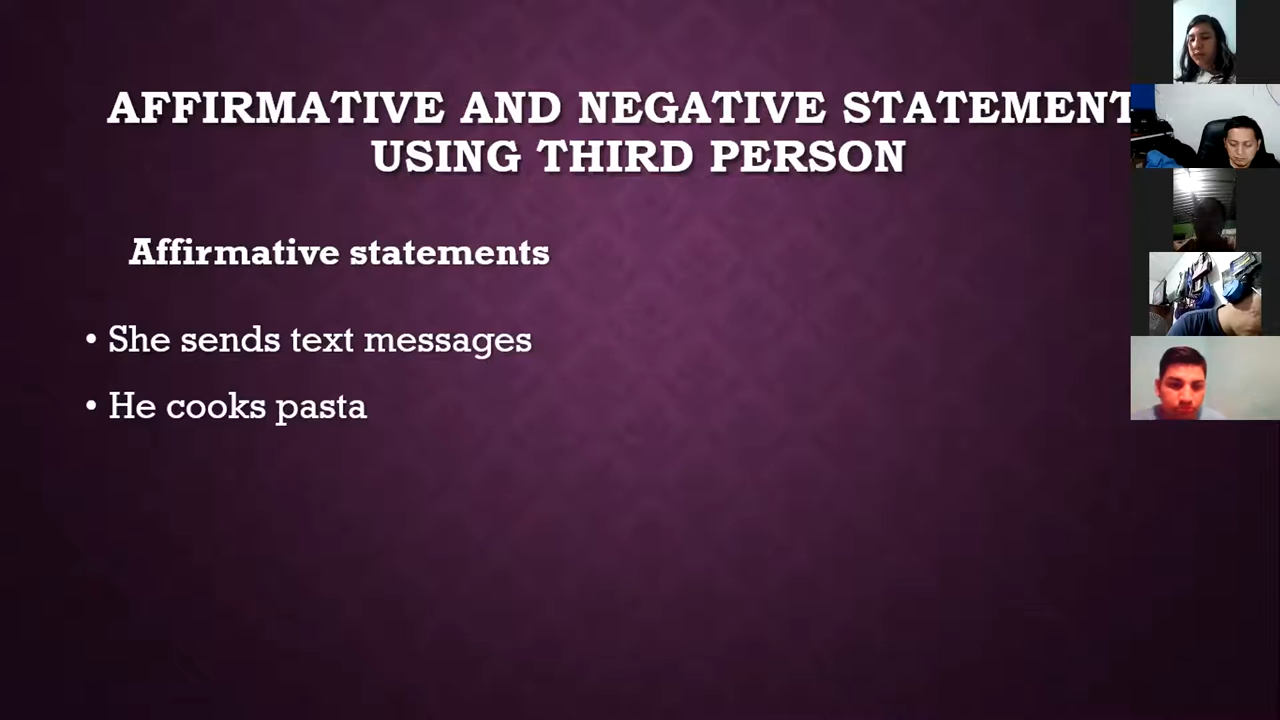 AFFIRMATIVE AND NEGATIVE STATEMENT
USING THIRD PERSON
Affirmative statements
• She sends text messages
• He cooks pasta